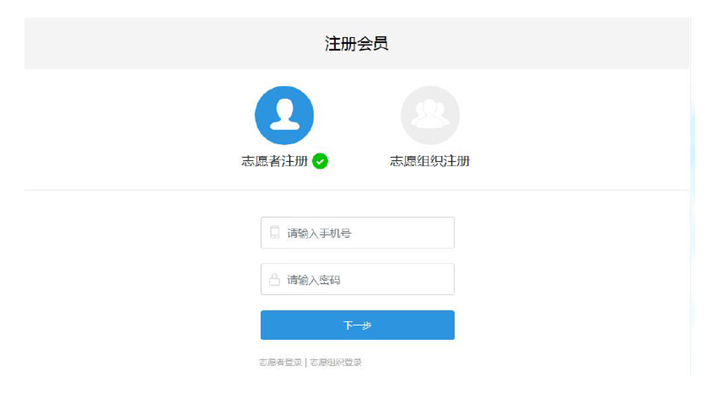 注册会员
志愿者注册 志愿组织注册
请输入手机号
请输入密码
下一步
志愿者登录 | 志愿组织登录